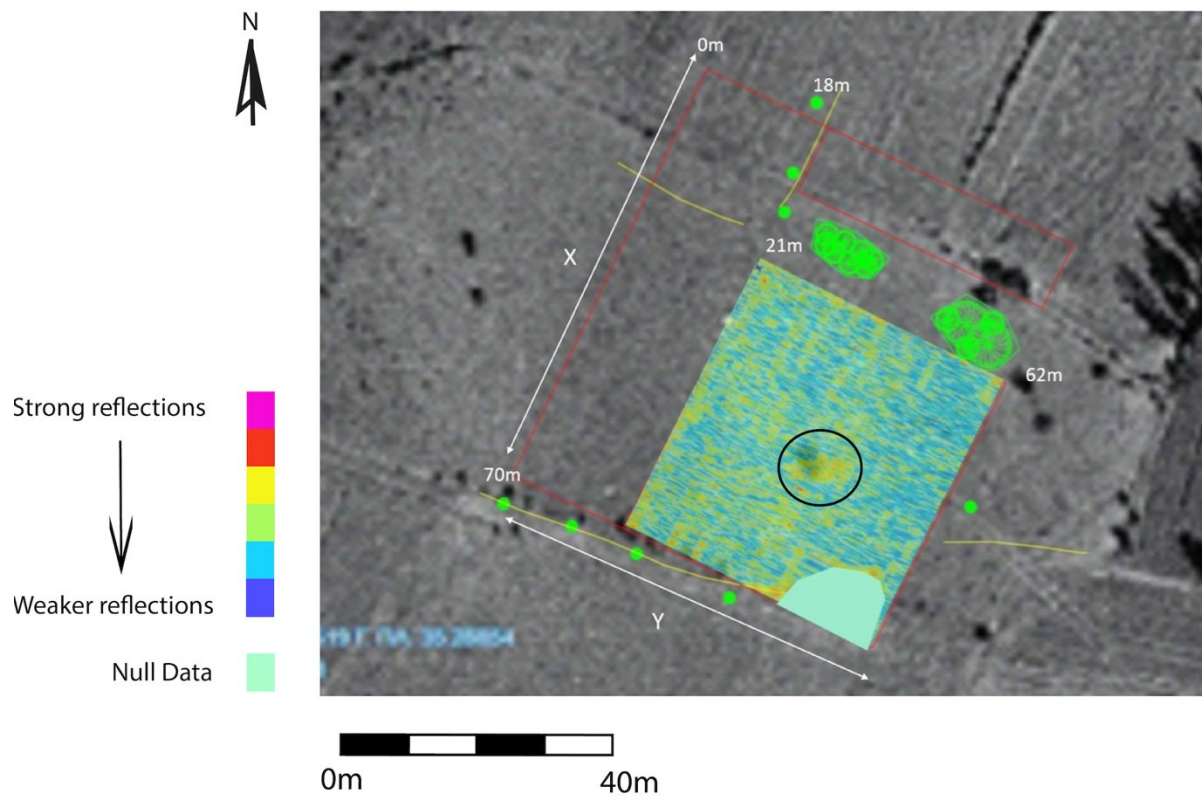 N
0m
18m
21m
X
62m
70m
Y
Strong reflections
Weaker reflections
Null Data
0m
40m